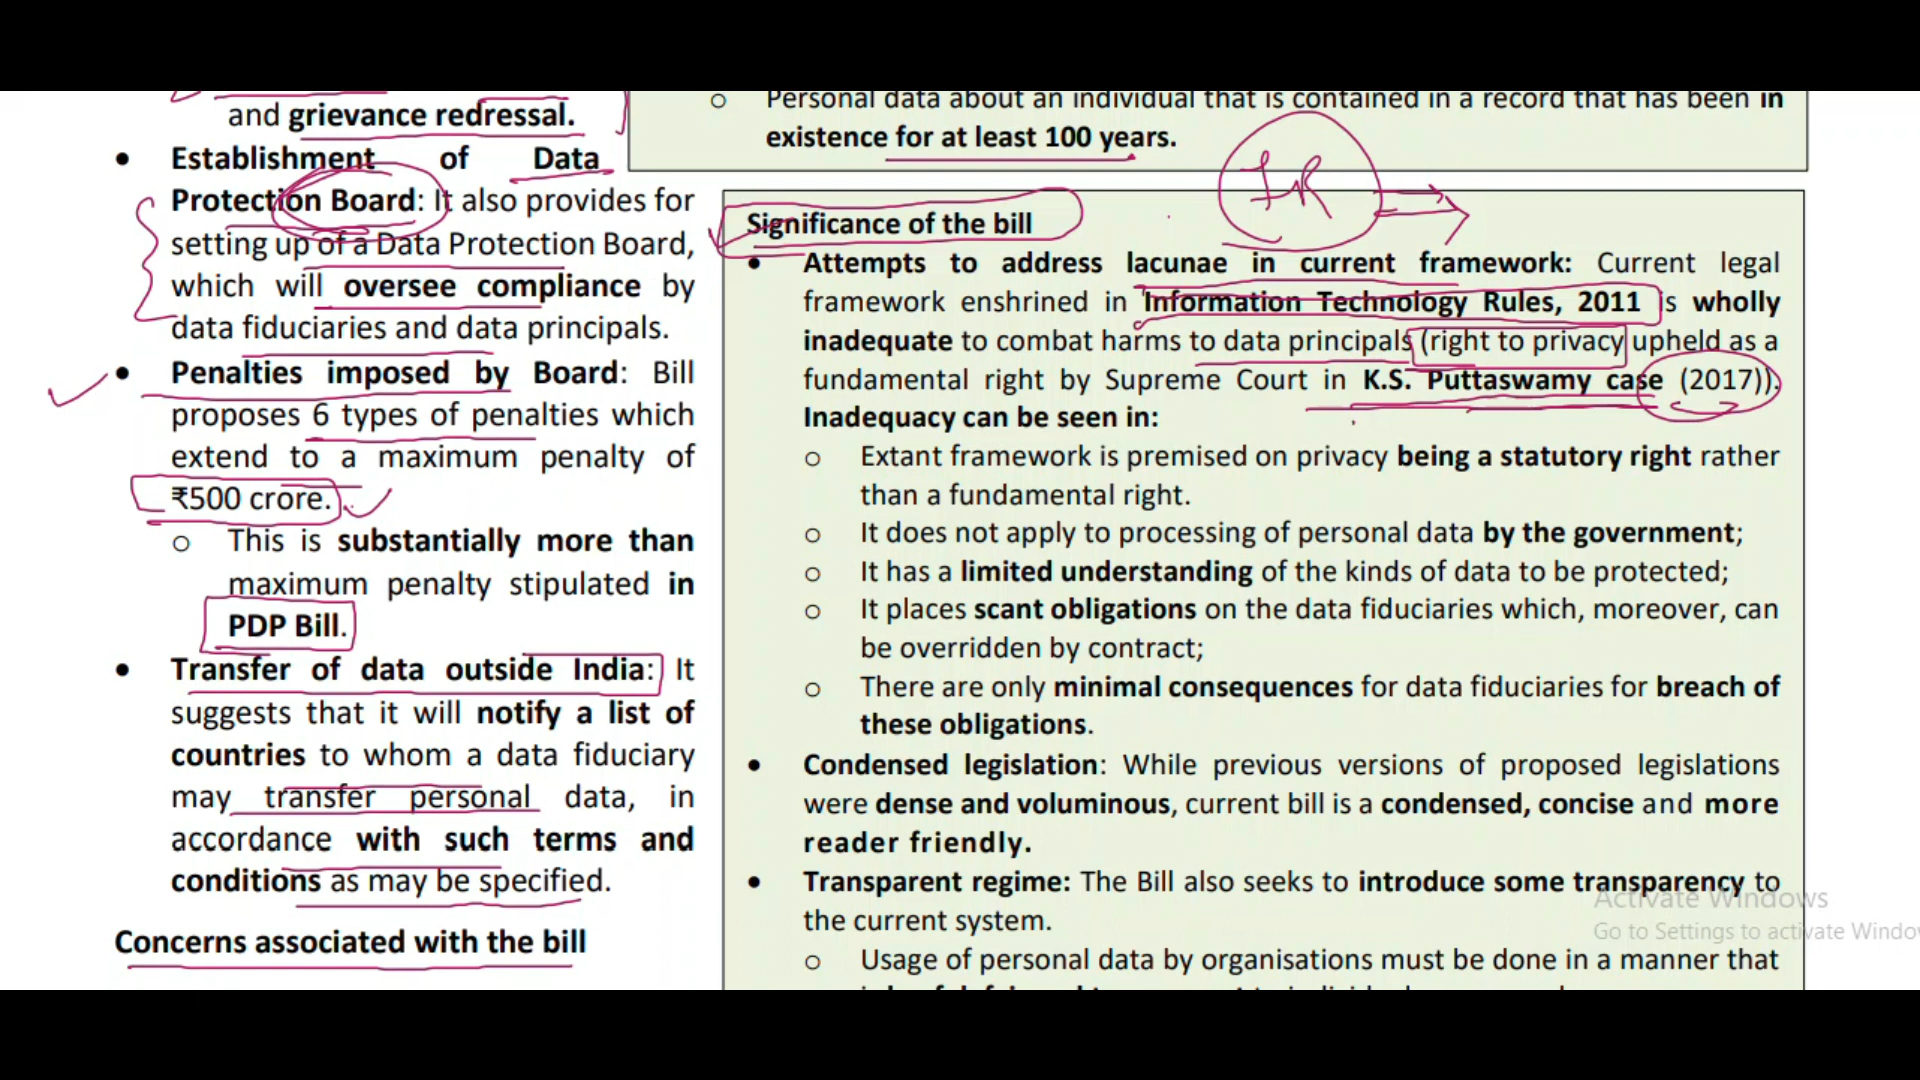 and grievance redressal.
• Establishment of Data
Protection Board: It also provides for
setting up of a Data Protection Board,
which will oversee compliance by
data fiduciaries and data principals.
• Penalties imposed by Board: Bill
proposes 6 types of penalties which
extend to a maximum penalty of
₹500 crore.
o This is substantially more than
maximum penalty stipulated in
PDP Bill.
• Transfer of data outside India: It
suggests that it will notify a list of
countries to whom a data fiduciary
may transfer personal data, in
accordance with such terms and
conditions as may be specified.
Concerns associated with the bill
o Personal data about an individual that is contained in a record that has been in
existence for at least 100 years.
FR
Significance of the bill
• Attempts to address lacunae in current framework: Current legal
framework enshrined in Information Technology Rules, 2011 is wholly
inadequate to combat harms to data principals (right to privacy upheld as a
fundamental right by Supreme Court in K.S. Puttaswamy case (2017)).
Inadequacy can be seen in:
o Extant framework is premised on privacy being a statutory right rather
than a fundamental right.
o It does not apply to processing of personal data by the government;
o It has a limited understanding of the kinds of data to be protected;
o It places scant obligations on the data fiduciaries which, moreover, can
be overridden by contract;
o There are only minimal consequences for data fiduciaries for breach of
these obligations.
• Condensed legislation: While previous versions of proposed legislations
were dense and voluminous, current bill is a condensed, concise and more
reader friendly.
• Transparent regime: The Bill also seeks to introduce some transparency to
the current system.
o Usage of personal data by organisations must be done in a manner that
Activate Windows
Go to Settings to activate Windo